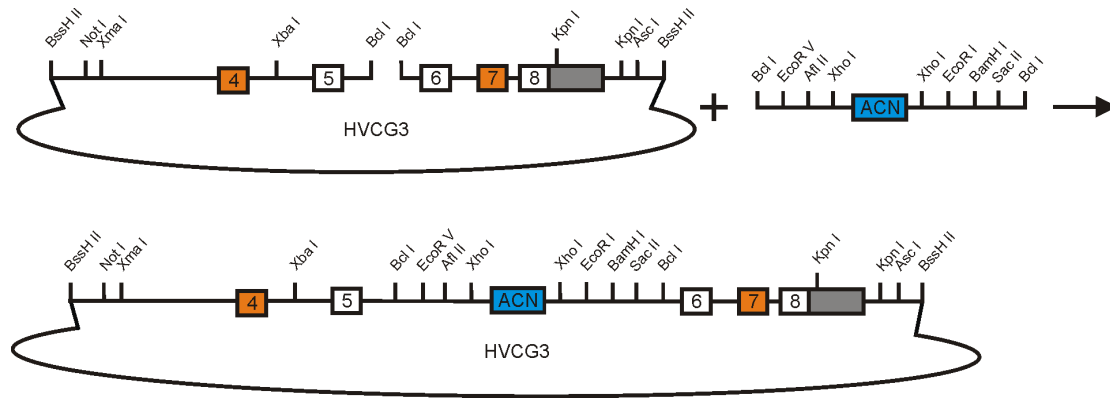 BssH II Not I Xma I Xba I Bcl I Bcl I Kpn I Kpn I Asc I BssH II
4 5 6 7 8
HVCG3
+
Bcl I EcoR V Afl II Xho I Xho I EcoR I BamH I Sac II Bcl I
ACN
BssH II Not I Xma I Xba I Bcl I EcoR V Afl II Xho I Xho I EcoR I BamH I Sac II Bcl I Kpn I Kpn I Asc I BssH II
4 5 ACN 6 7 8
HVCG3